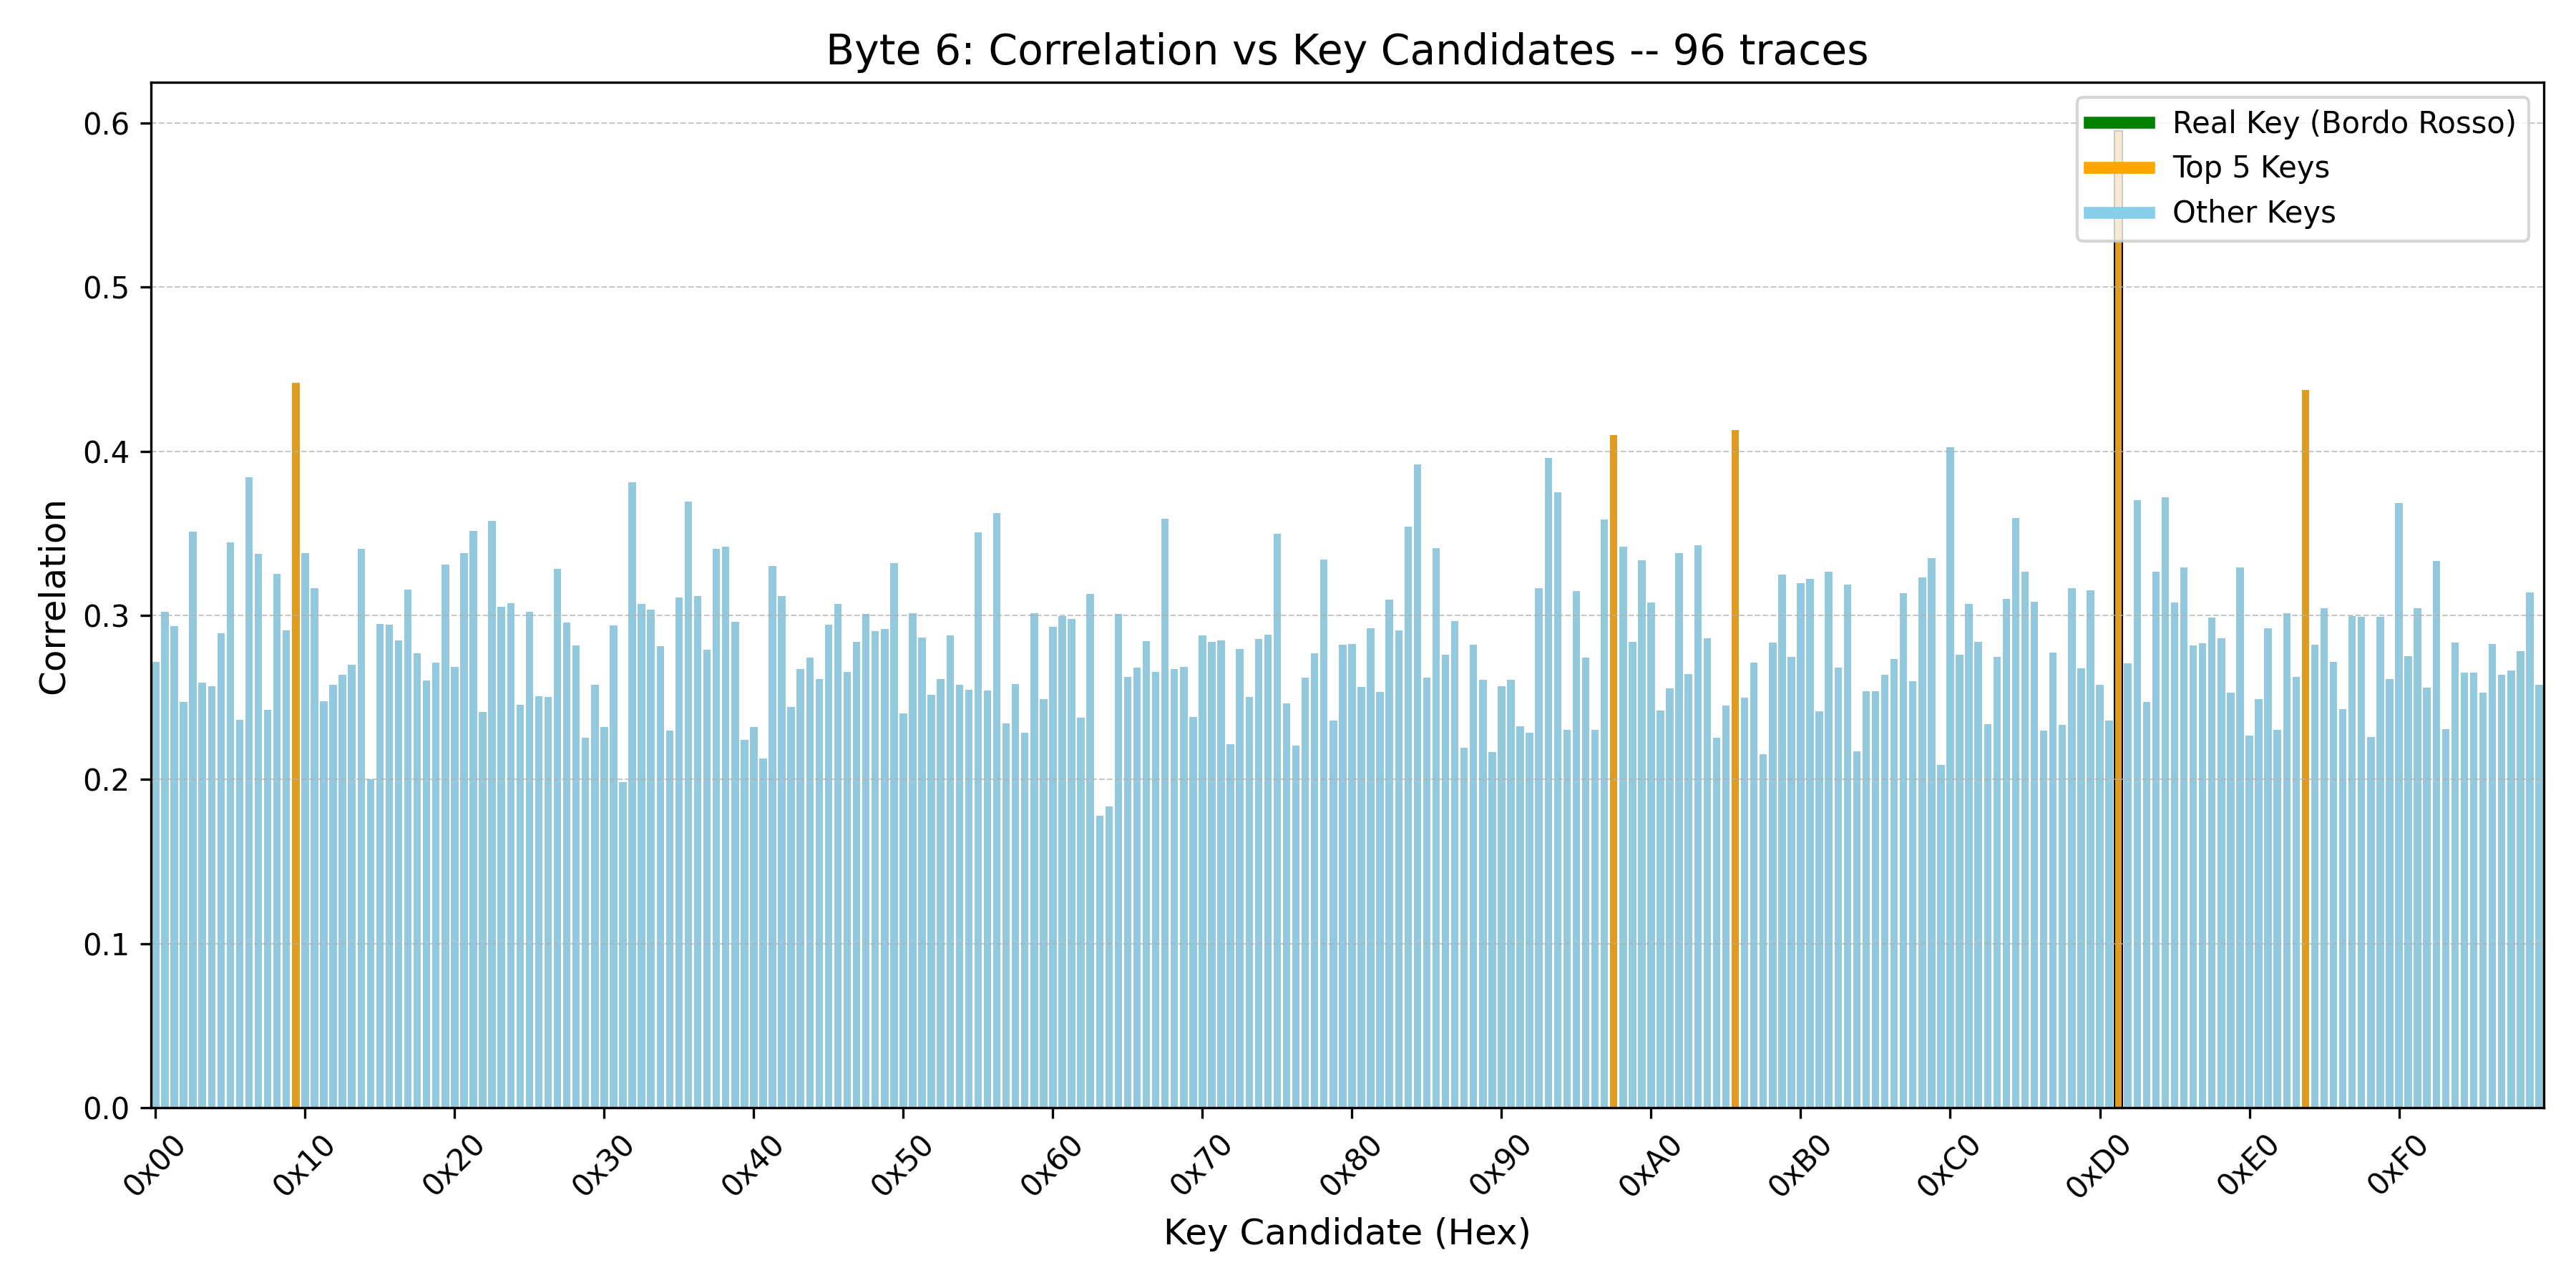 Byte 6: Correlation vs Key Candidates -- 96 traces
Real Key (Bordo Rosso)
Top 5 Keys
Other Keys
Correlation
0.6
0.5
0.4
0.3
0.2
0.1
0.0
0x00 0x10 0x20 0x30 0x40 0x50 0x60 0x70 0x80 0x90 0xA0 0xB0 0xC0 0xD0 0xE0 0xF0
Key Candidate (Hex)